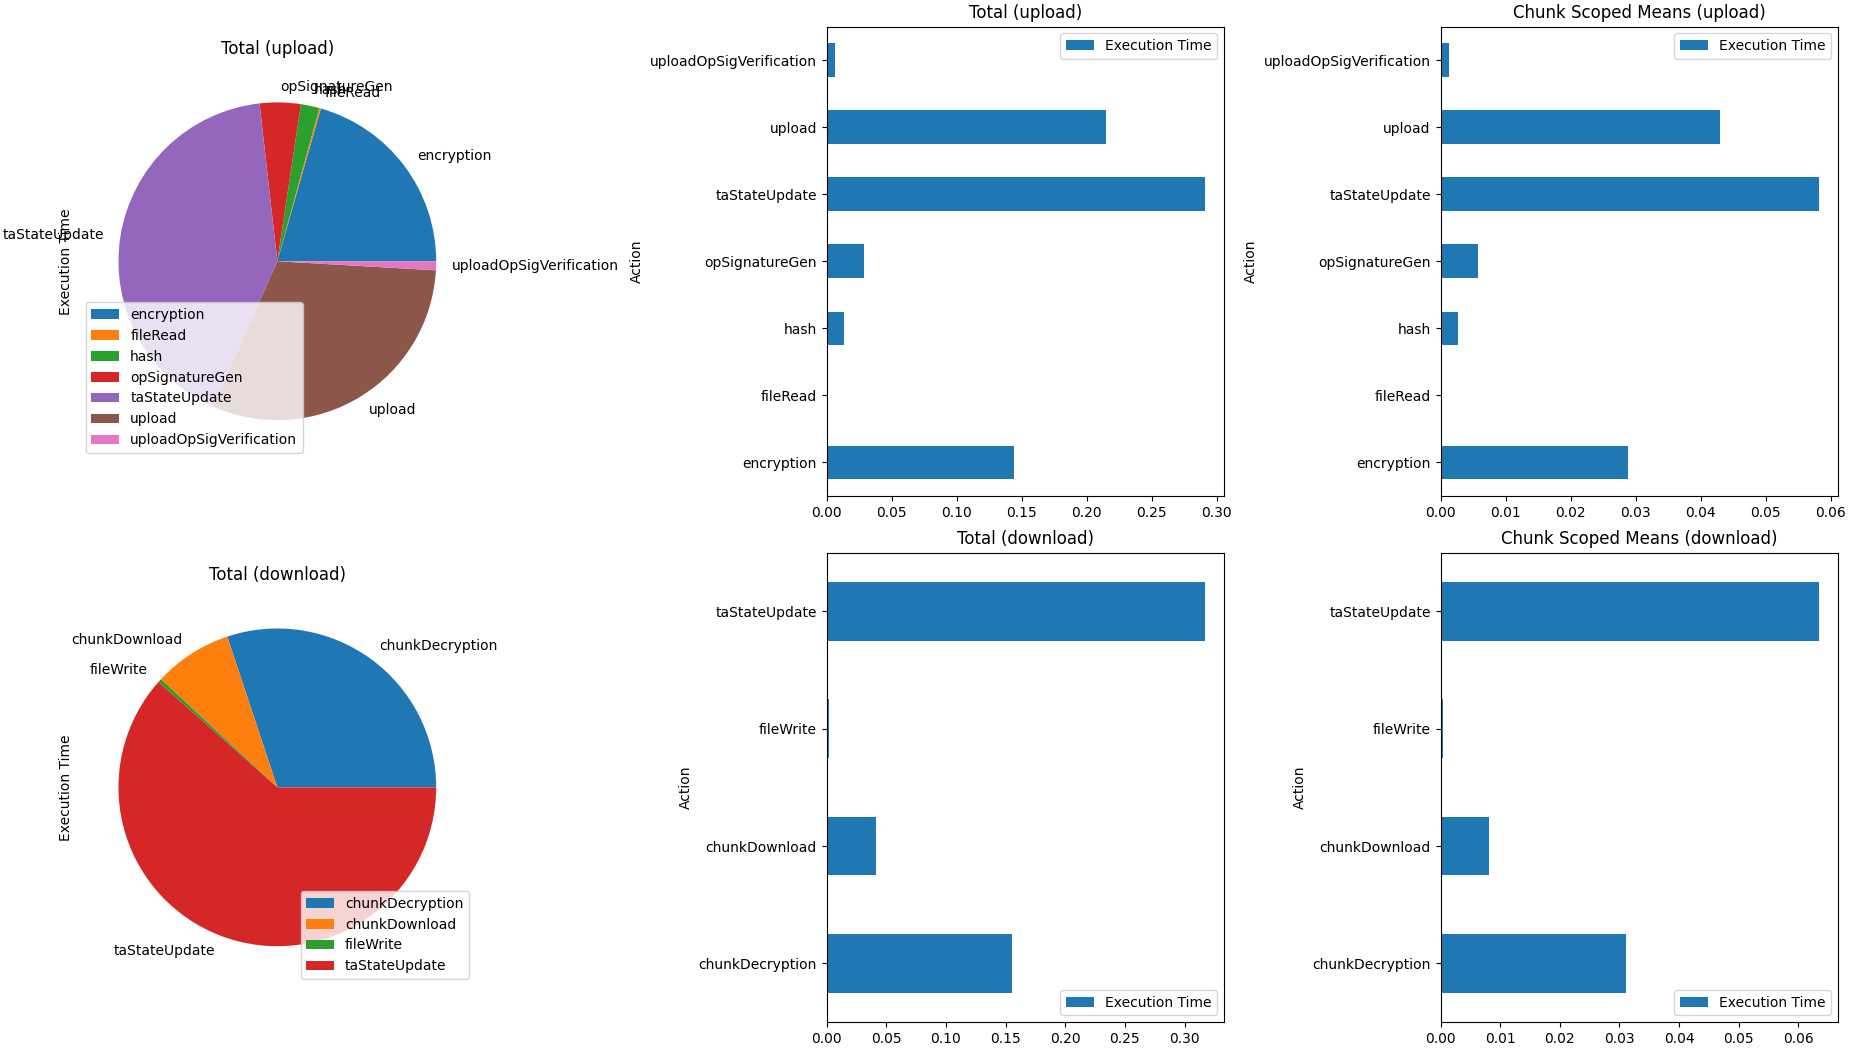 Total (upload)
opSignatureGen
hash
fileRead
encryption
taStateUpdate
Execution Time
uploadOpSigVerification
upload
encryption
fileRead
hash
opSignatureGen
taStateUpdate
upload
uploadOpSigVerification
Total (upload)
Execution Time
uploadOpSigVerification
upload
taStateUpdate
Action
opSignatureGen
hash
fileRead
encryption
0.00 0.05 0.10 0.15 0.20 0.25 0.30
Chunk Scoped Means (upload)
Execution Time
uploadOpSigVerification
upload
taStateUpdate
Action
opSignatureGen
hash
fileRead
encryption
0.00 0.01 0.02 0.03 0.04 0.05 0.06
Total (download)
chunkDownload
chunkDecryption
fileWrite
Execution Time
taStateUpdate
chunkDecryption
chunkDownload
fileWrite
taStateUpdate
Total (download)
taStateUpdate
fileWrite
Action
chunkDownload
chunkDecryption
Execution Time
0.00 0.05 0.10 0.15 0.20 0.25 0.30
Chunk Scoped Means (download)
taStateUpdate
fileWrite
Action
chunkDownload
chunkDecryption
Execution Time
0.00 0.01 0.02 0.03 0.04 0.05 0.06